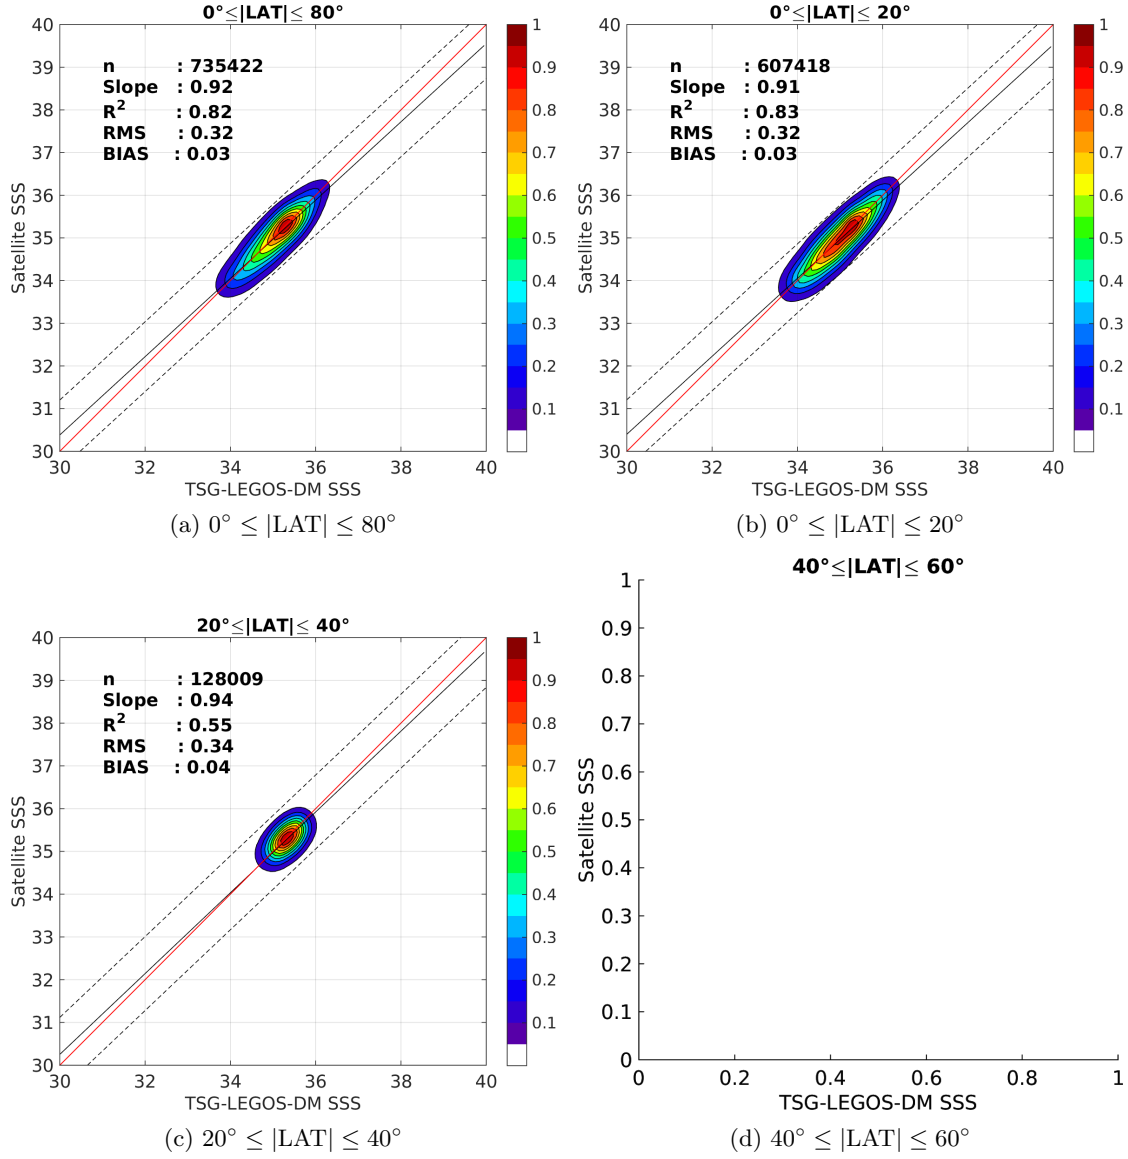 0°≤|LAT|≤ 80°
40
39
38
37
36
35
34
33
32
31
30
n : 735422
Slope : 0.92
R² : 0.82
RMS : 0.32
BIAS : 0.03
Satellite SSS
30 32 34 36 38 40
TSG-LEGOS-DM SSS
1
0.9
0.8
0.7
0.6
0.5
0.4
0.3
0.2
0.1
(a) 0° ≤ |LAT| ≤ 80°
0°≤|LAT|≤ 20°
40
39
38
37
36
35
34
33
32
31
30
n : 607418
Slope : 0.91
R² : 0.83
RMS : 0.32
BIAS : 0.03
Satellite SSS
30 32 34 36 38 40
TSG-LEGOS-DM SSS
1
0.9
0.8
0.7
0.6
0.5
0.4
0.3
0.2
0.1
(b) 0° ≤ |LAT| ≤ 20°
20°≤|LAT|≤ 40°
40
39
38
37
36
35
34
33
32
31
30
n : 128009
Slope : 0.94
R² : 0.55
RMS : 0.34
BIAS : 0.04
Satellite SSS
30 32 34 36 38 40
TSG-LEGOS-DM SSS
1
0.9
0.8
0.7
0.6
0.5
0.4
0.3
0.2
0.1
(c) 20° ≤ |LAT| ≤ 40°
40°≤|LAT|≤ 60°
1
0.9
0.8
0.7
0.6
0.5
0.4
0.3
0.2
0.1
0
Satellite SSS
0 0.2 0.4 0.6 0.8 1
TSG-LEGOS-DM SSS
(d) 40° ≤ |LAT| ≤ 60°